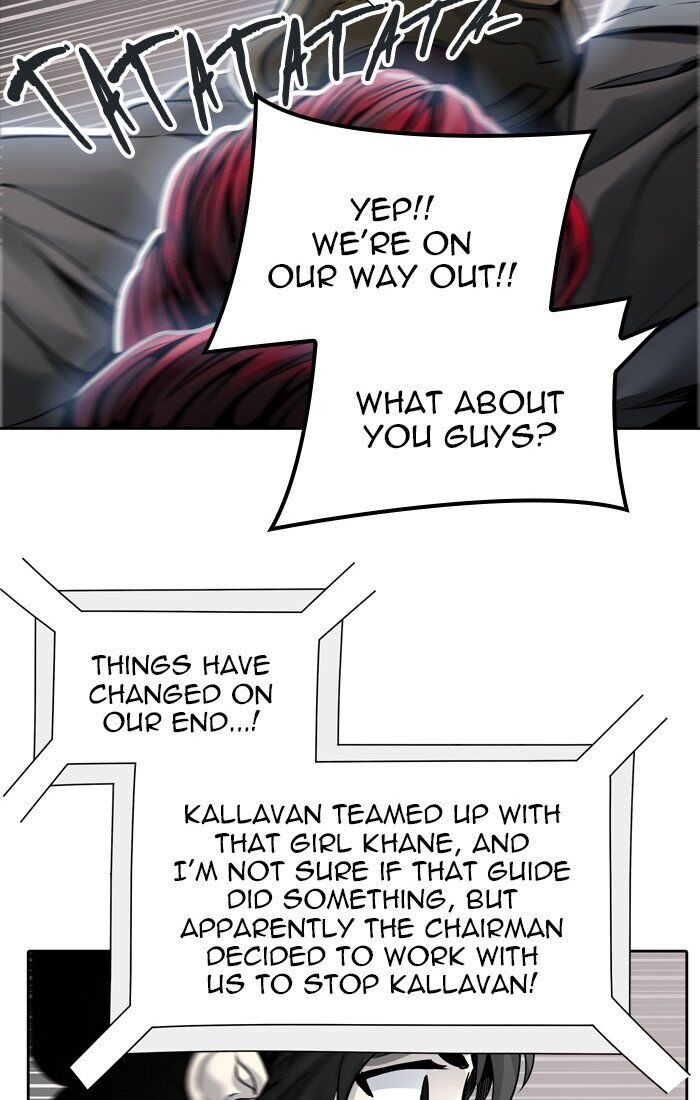 TATATATATA-
YEP!!
WE'RE ON
OUR WAY OUT!!
WHAT ABOUT
YOU GUYS?
THINGS HAVE
CHANGED ON
OUR END...!
KALLAVAN TEAMED UP WITH
THAT GIRL KHANE, AND
I'M NOT SURE IF THAT GUIDE
DID SOMETHING, BUT
APPARENTLY THE CHAIRMAN
DECIDED TO WORK WITH
US TO STOP KALLAVAN!